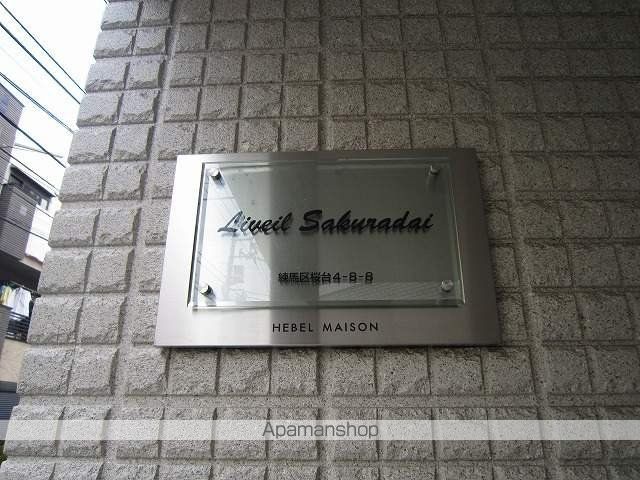 Liveil Sakuradai
練馬区桜台4-8-8
HEBEL MAISON
Apamanshop